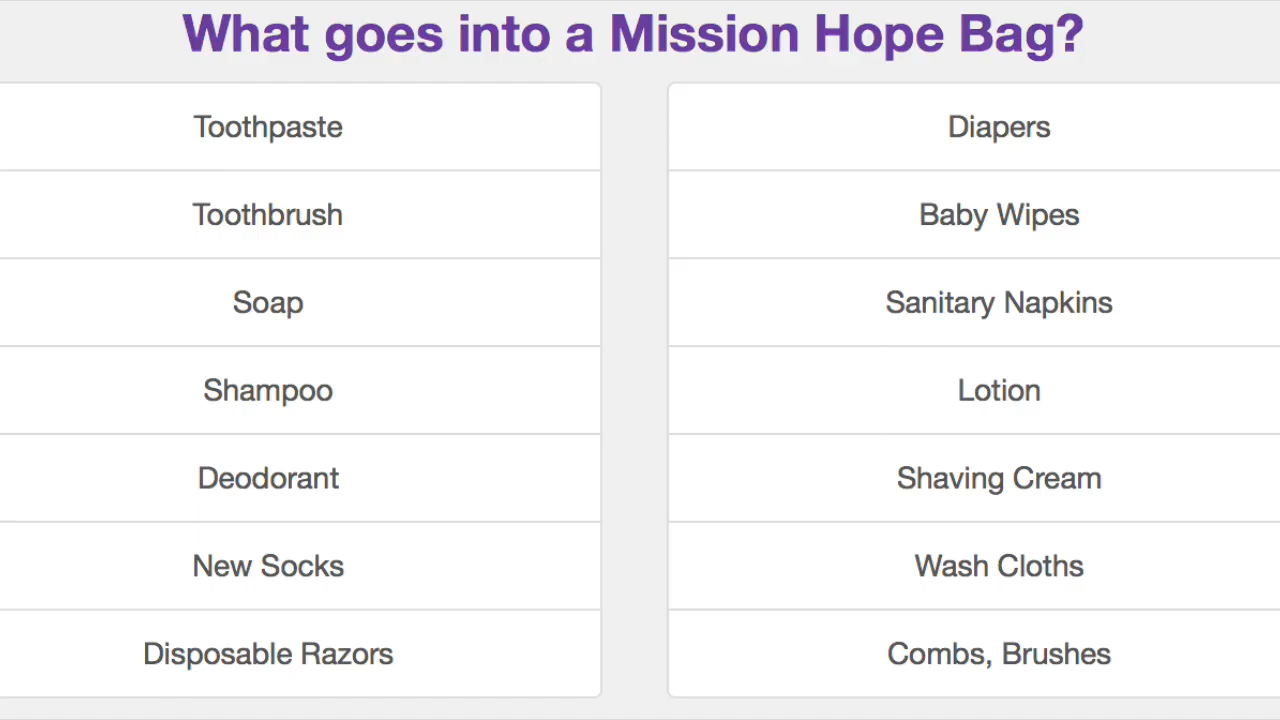 What goes into a Mission Hope Bag?
Toothpaste
Toothbrush
Soap
Shampoo
Deodorant
New Socks
Disposable Razors
Diapers
Baby Wipes
Sanitary Napkins
Lotion
Shaving Cream
Wash Cloths
Combs, Brushes